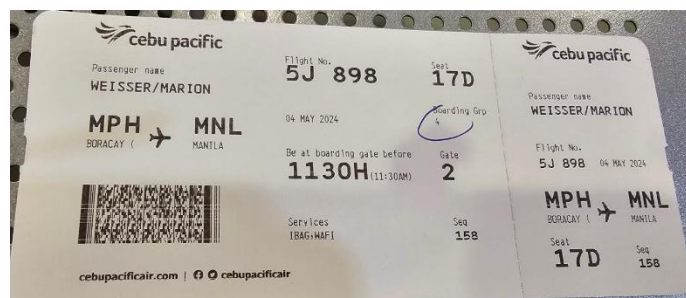 cebu pacific
Passenger name
WEISSER/MARION
MPH MNL
BORACAY ( MANILA
cebupacificair.com | cebupacificair
Flight No. Seat
5J 898 17D
04 MAY 2024
Boarding Grp
4
Be at boarding gate before Gate
1130H (11:30AM) 2
Services Seq
IBAG,WAFI 158
cebu pacific
Passenger name
WEISSER/MARION
Flight No.
5J 898 04 MAY 2024
MPH MNL
BORACAY ( MANILA
Seat Seq
17D 158